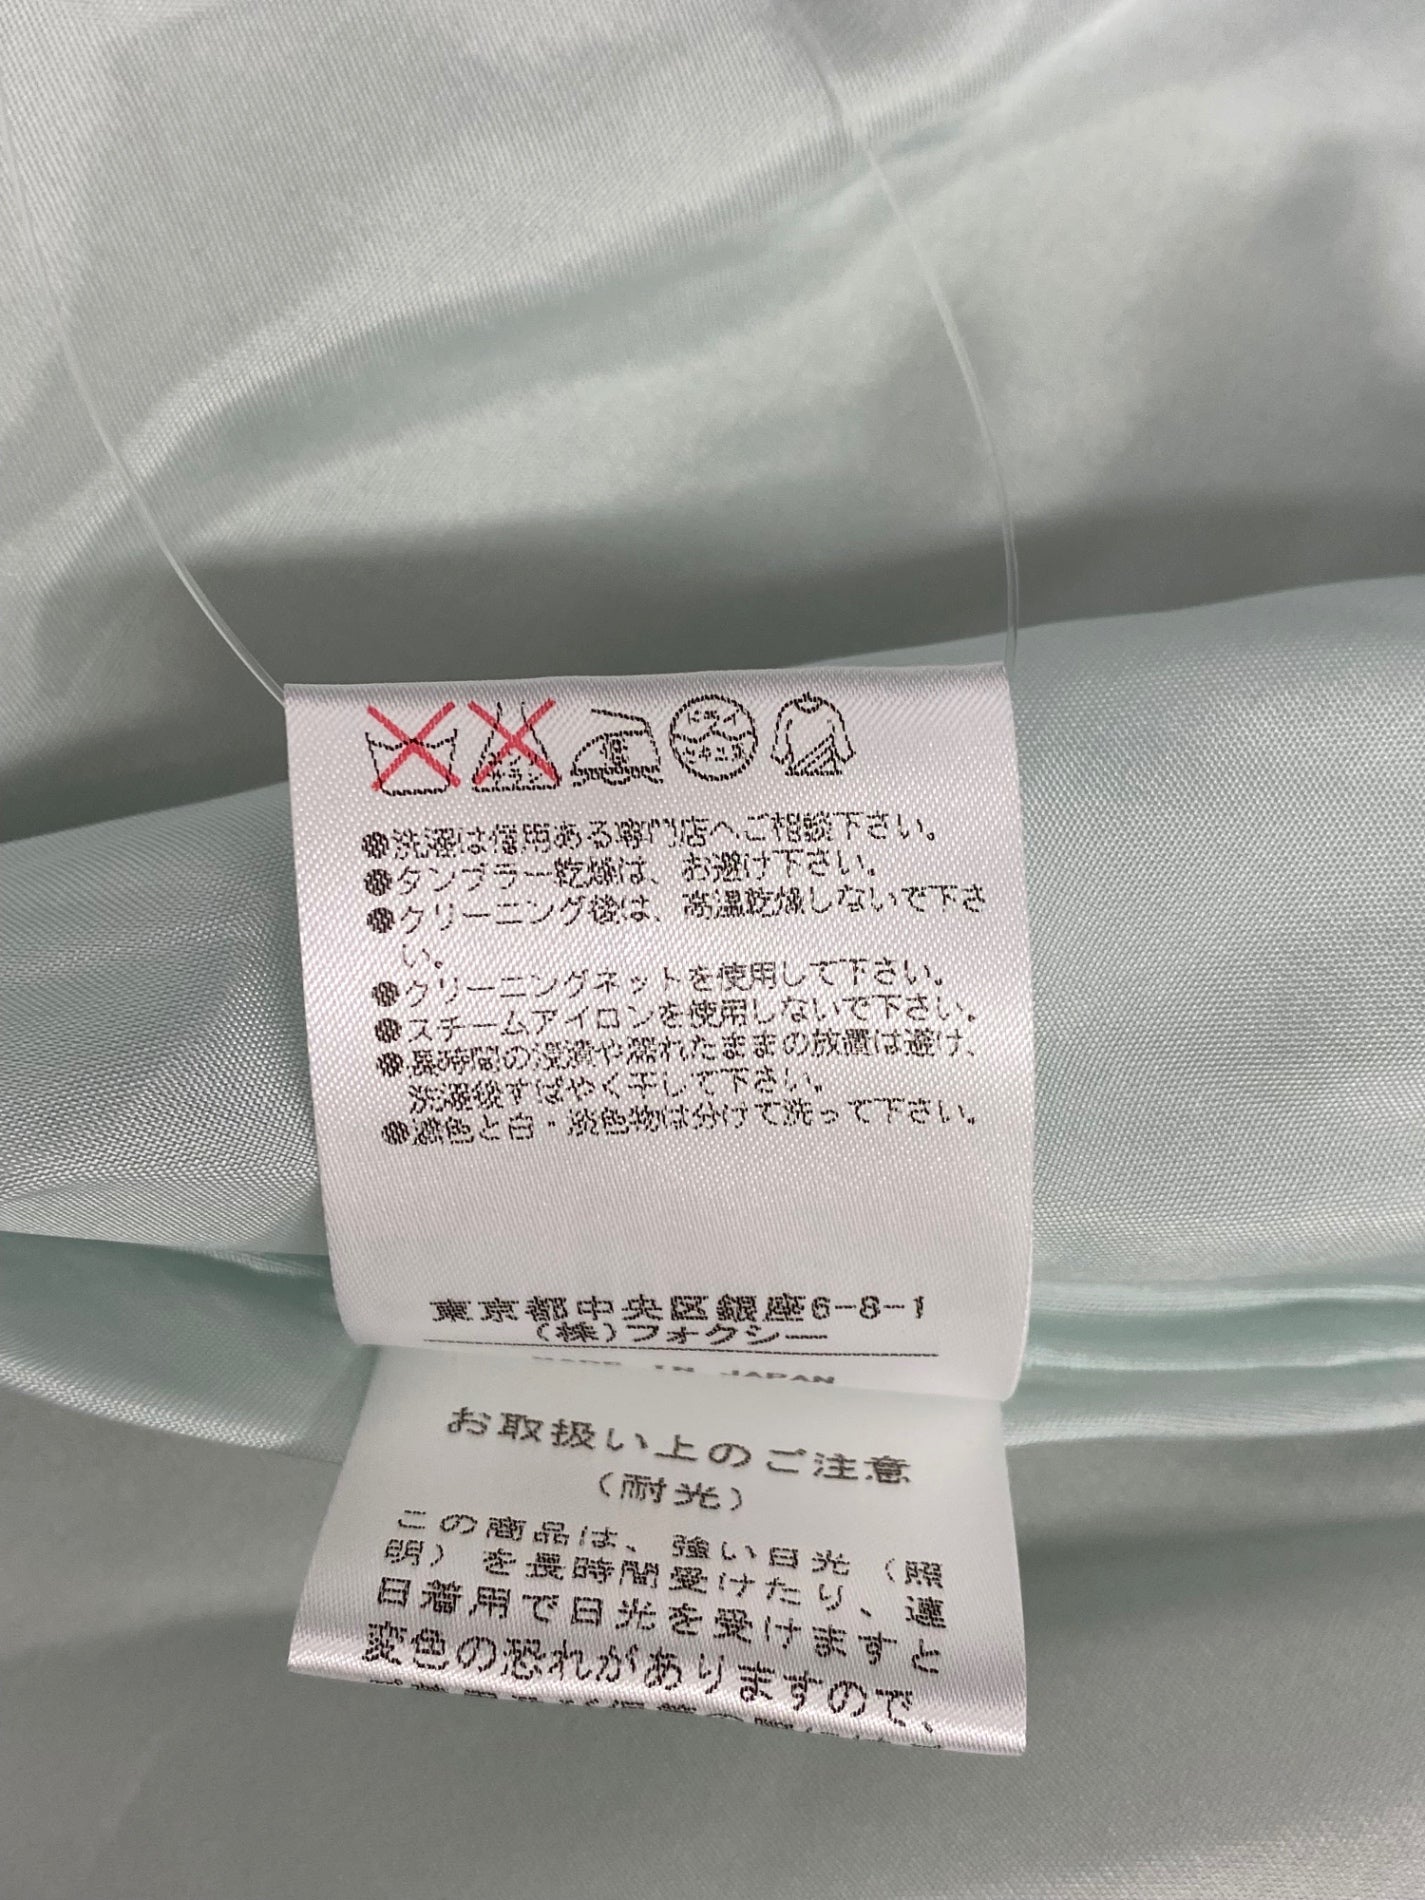 エンソ
サラシ
低
ドライ
セキユ系
●洗濯は信用ある専門店へご相談下さい。
●タンブラー乾燥は、お避け下さい。
●クリーニング後は、高温乾燥しないで下さ
い。
●クリーニングネットを使用して下さい。
●スチームアイロンを使用しないで下さい。
●長時間の浸漬や濡れたままの放置は避け、
洗濯後すばやく干して下さい。
●濃色と白・淡色物は分けて洗って下さい。
東京都中央区銀座6-8-1
(株)フォクシー
MADE IN JAPAN
お取扱い上のご注意
(耐光)
この商品は、強い日光(照
明)を長時間受けたり、連
日着用で日光を受けますと
変色の恐れがありますので、